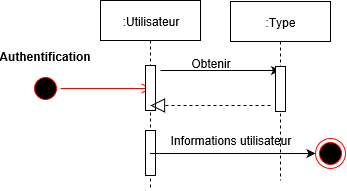 :Utilisateur
:Type
Authentification
Obtenir
Informations utilisateur